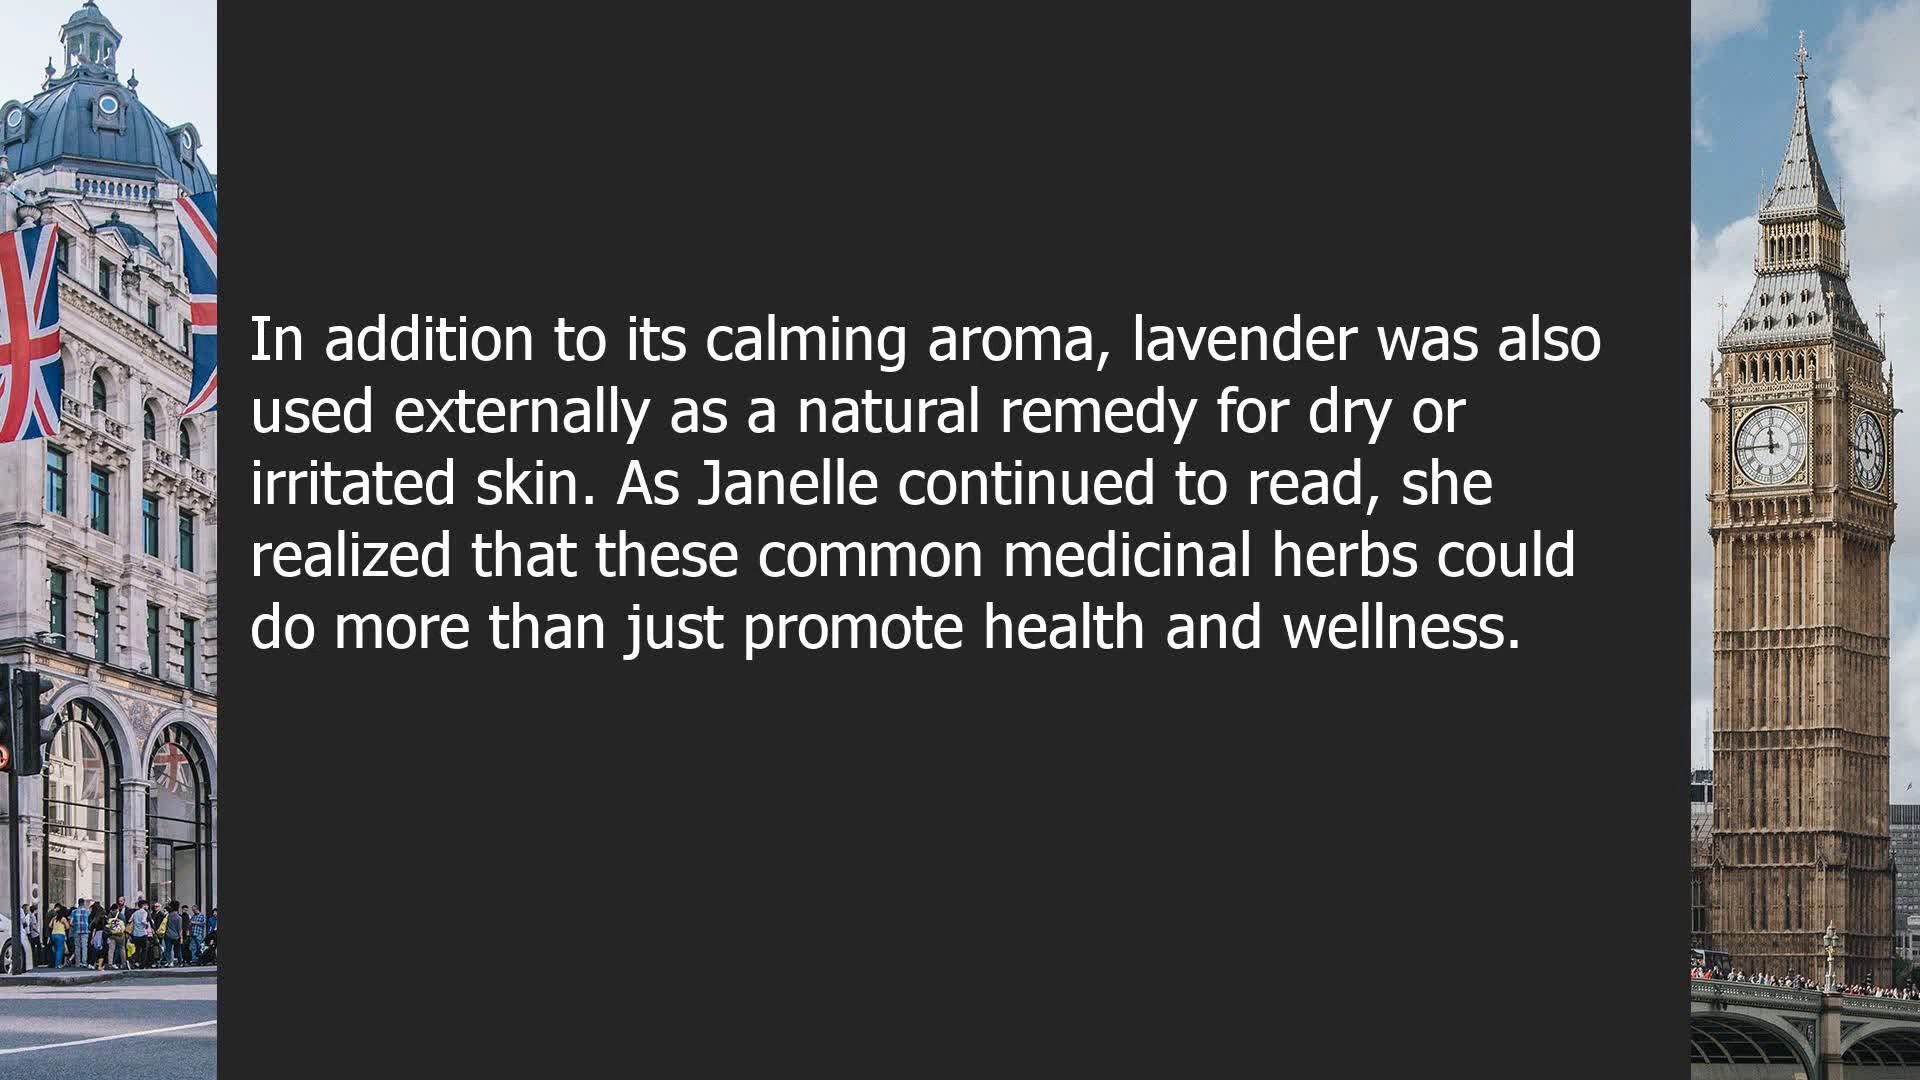 In addition to its calming aroma, lavender was also
used externally as a natural remedy for dry or
irritated skin. As Janelle continued to read, she
realized that these common medicinal herbs could
do more than just promote health and wellness.